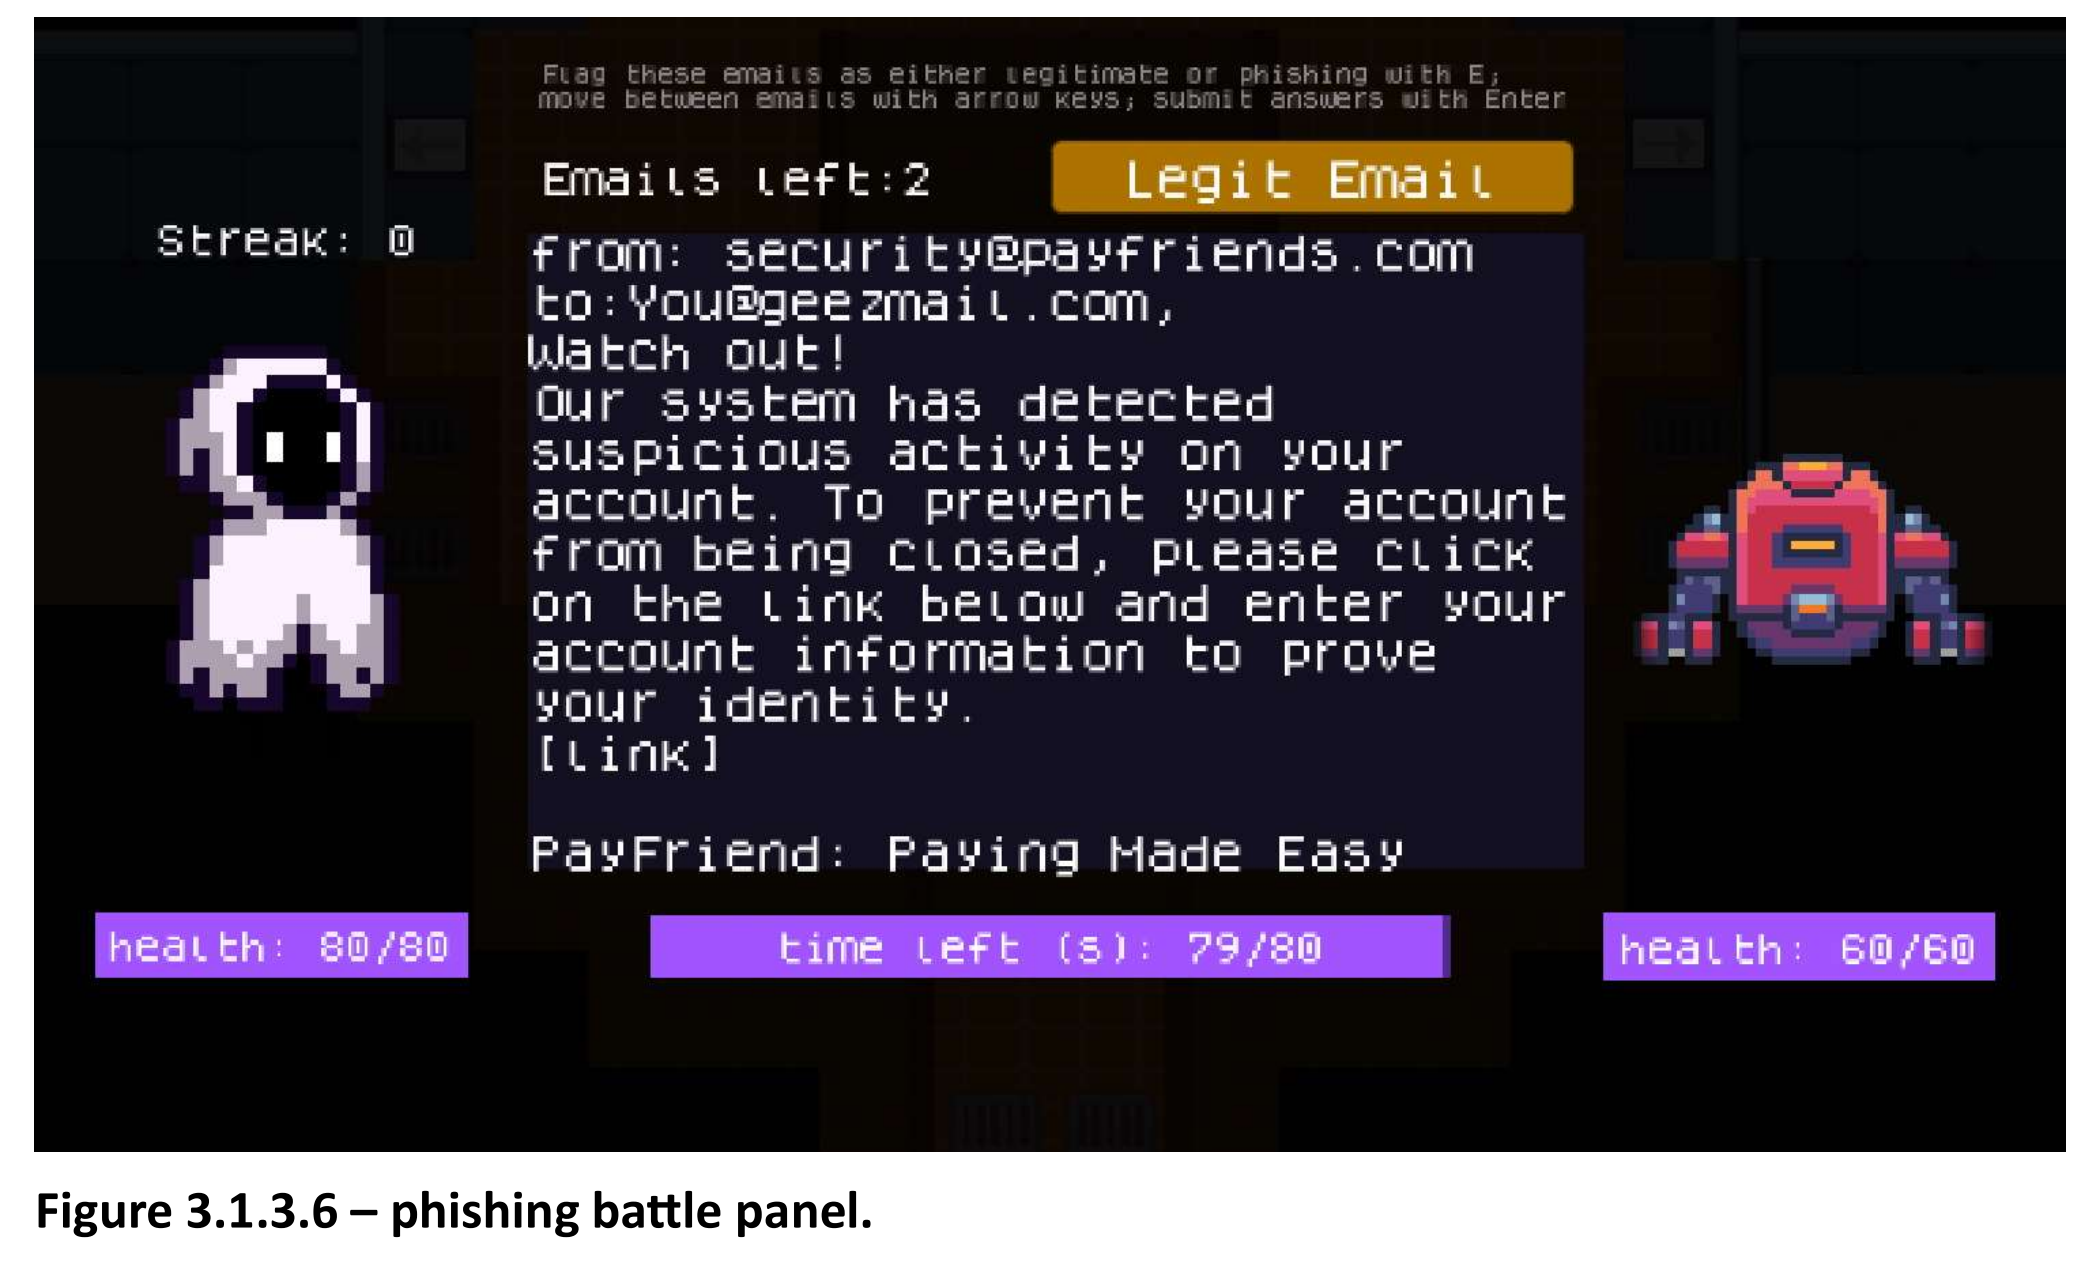 Flag these emails as either legitimate or phishing with E;
move between emails with arrow keys; submit answers with Enter
Emails left:2
Legit Email
Streak: 0
from: security@payfriends.com
to:You@geezmail.com,
Watch out!
Our system has detected
suspicious activity on your
account. To prevent your account
from being closed, please click
on the link below and enter your
account information to prove
your identity.
[link]
PayFriend: Paying Made Easy
health: 80/80
time left (s): 79/80
health: 60/60
Figure 3.1.3.6 – phishing battle panel.